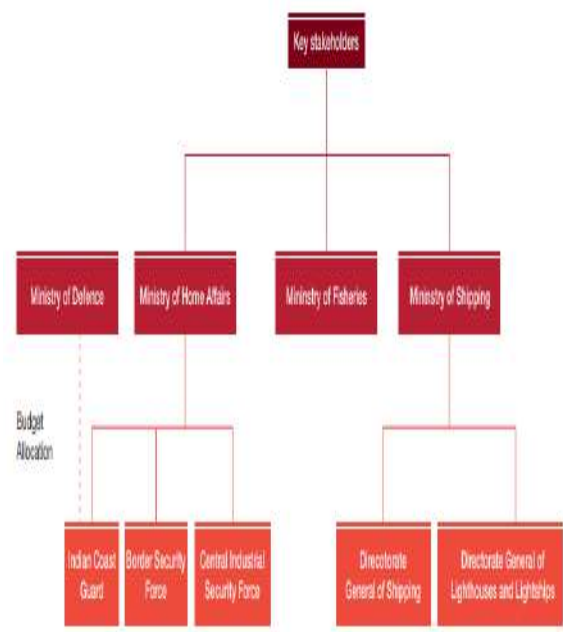 Key stakeholders
Ministry of Defence
Ministry of Home Affairs
Mininstry of Fisheries
Mininstry of Shipping
Budget
Allocation
Indian Coast
Guard
Border Security
Force
Central Industrial
Security Force
Direcotorate
General of Shipping
Directorate General of
Lighthouses and Lightships